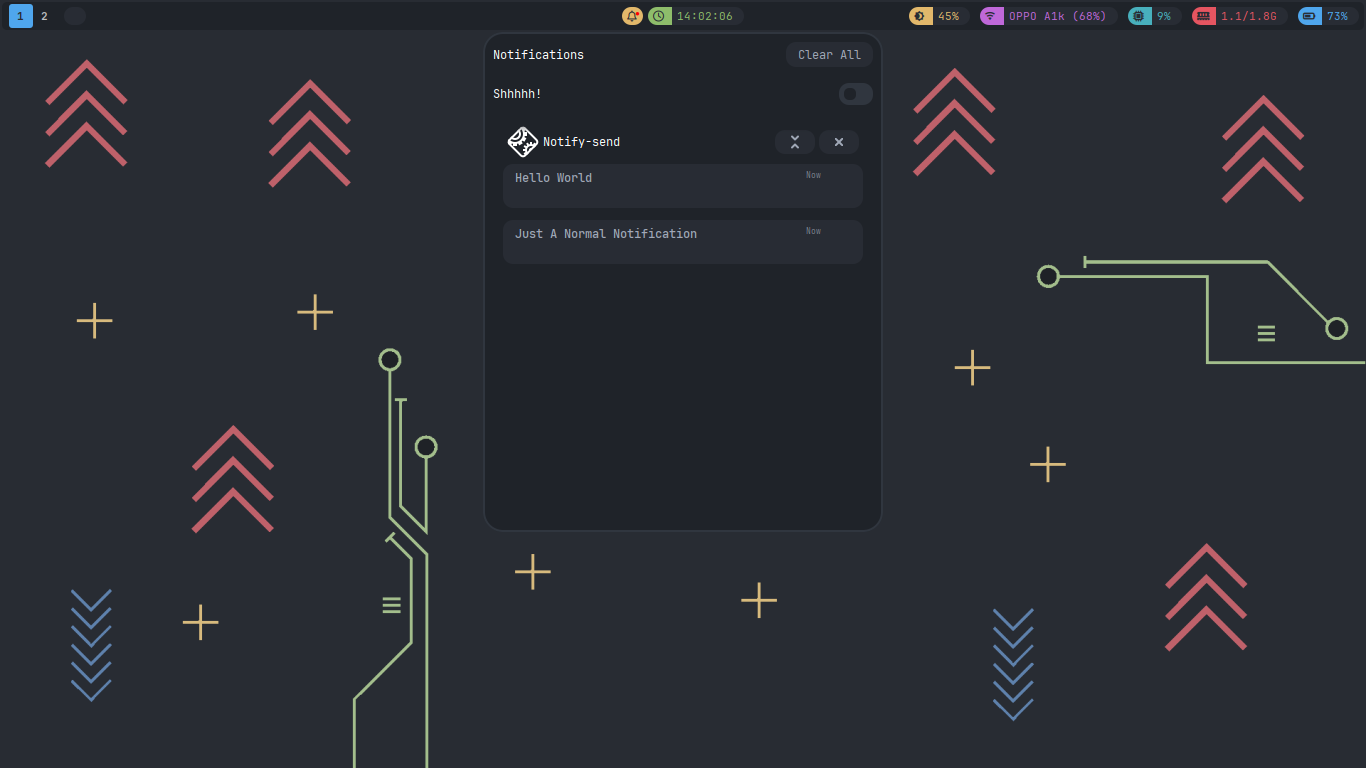 1 2 14:02:06 45% OPPO A1k (68%) 9% 1.1/1.8G 73%
Notifications Clear All
Shhhhh!
Notify-send
Hello World Now
Just A Normal Notification Now